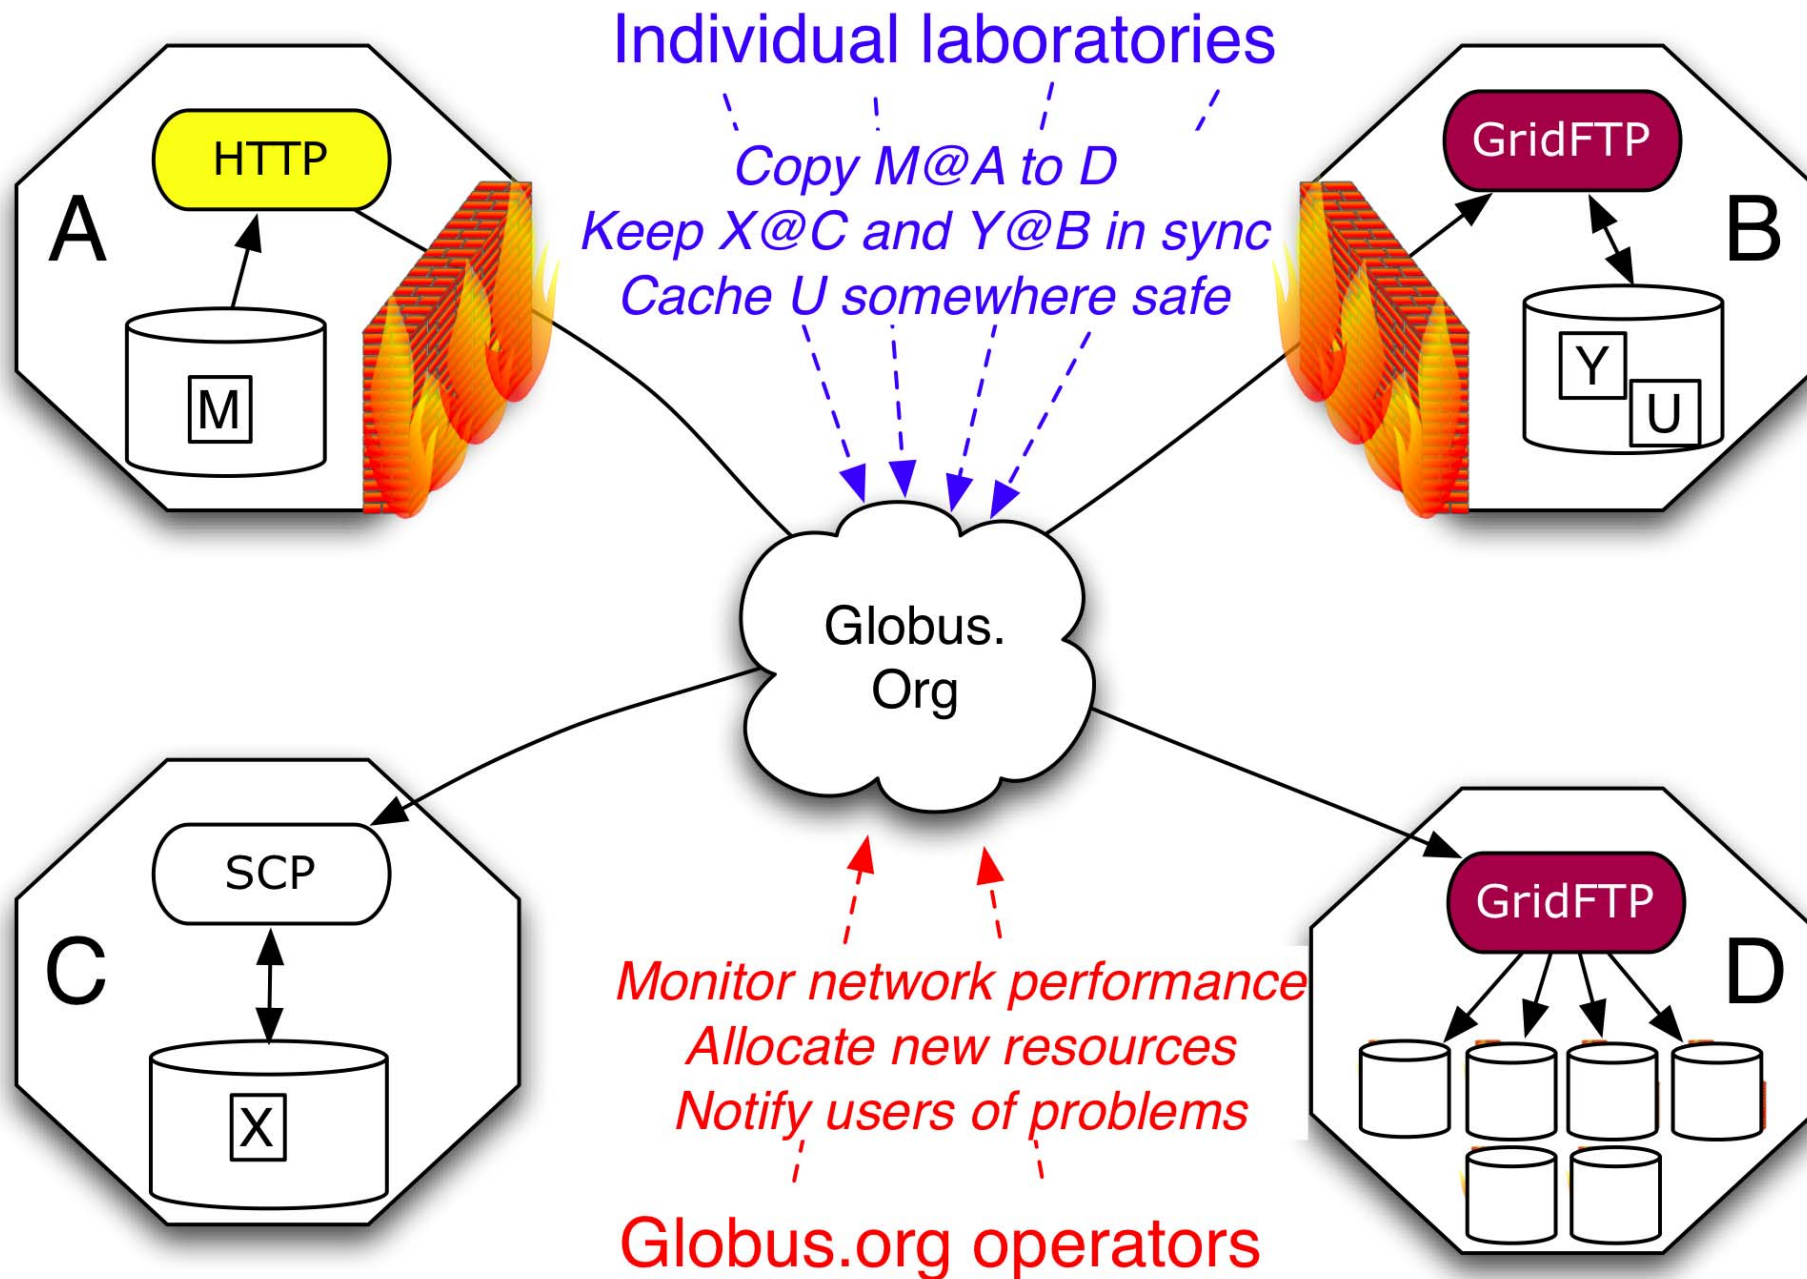 Individual laboratories
Copy M@A to D
Keep X@C and Y@B in sync
Cache U somewhere safe
HTTP
A
M
GridFTP
B
Y
U
Globus.
Org
SCP
C
X
GridFTP
D
Monitor network performance
Allocate new resources
Notify users of problems
Globus.org operators